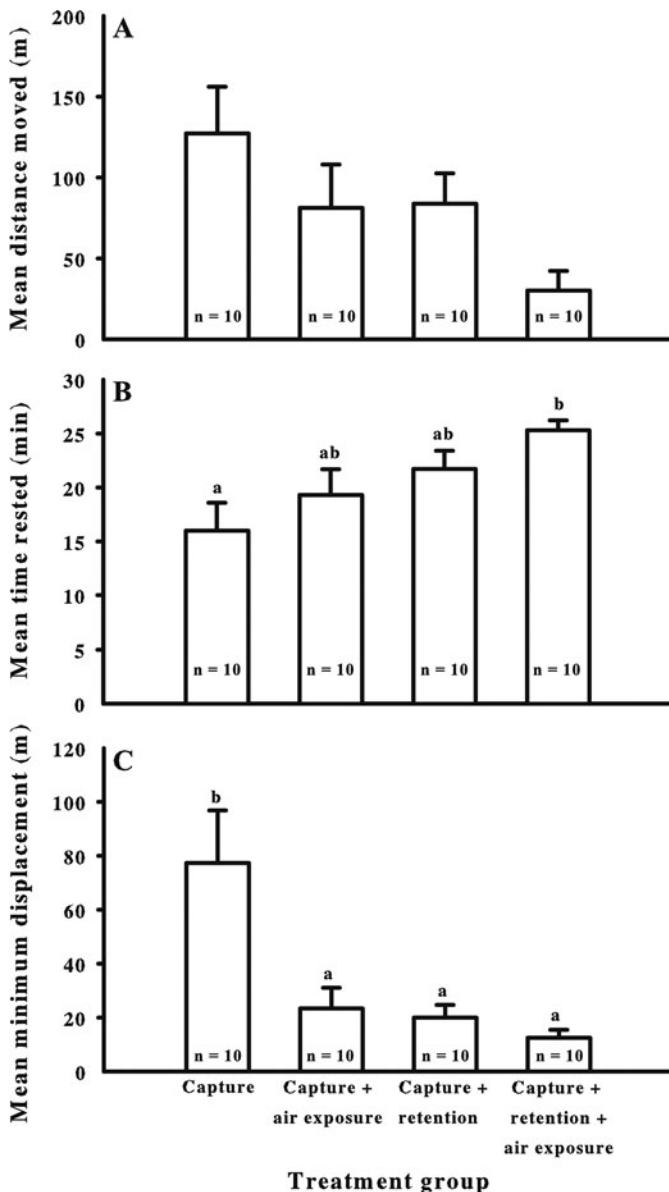 A
Mean distance moved (m)
200
150
100
50
0
n = 10
n = 10
n = 10
n = 10
B
Mean time rested (min)
30
25
20
15
10
5
0
a
ab
ab
b
n = 10
n = 10
n = 10
n = 10
C
Mean minimum displacement (m)
120
100
80
60
40
20
0
b
a
a
a
n = 10
n = 10
n = 10
n = 10
Capture
Capture +
air exposure
Capture +
retention
Capture +
retention +
air exposure
Treatment group